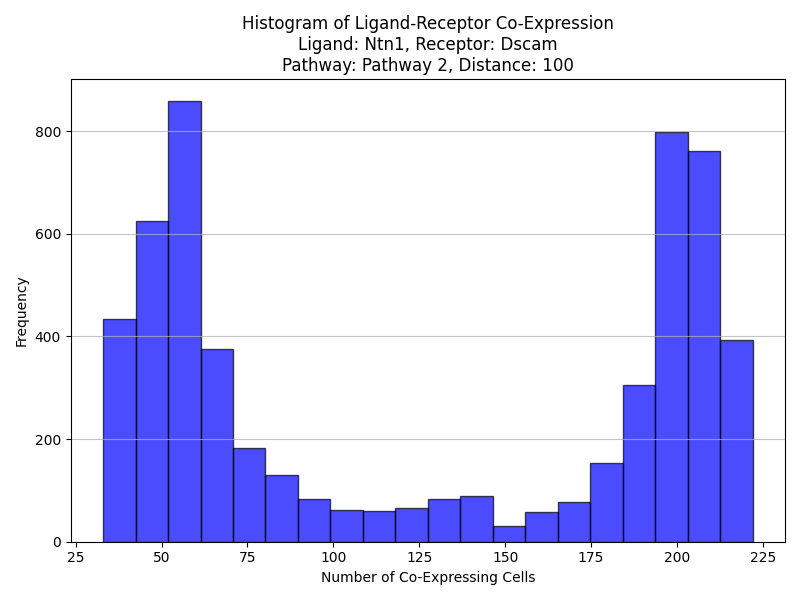 Histogram of Ligand-Receptor Co-Expression
Ligand: Ntn1, Receptor: Dscam
Pathway: Pathway 2, Distance: 100
800
600
400
200
0
Frequency
25 50 75 100 125 150 175 200 225
Number of Co-Expressing Cells